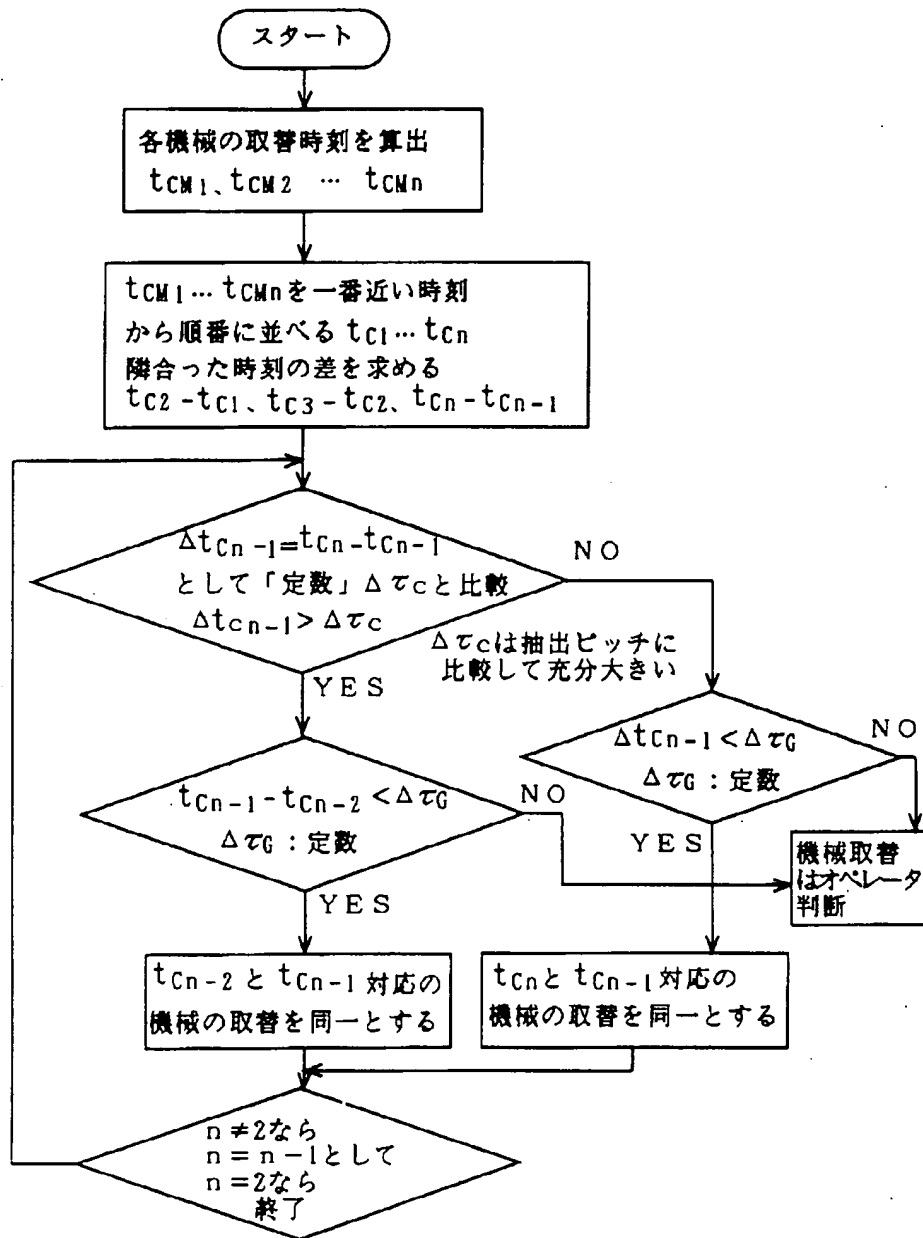 スタート
各機械の取替時刻を算出
tCM1、tCM2 … tCMn
tCM1…tCMnを一番近い時刻
から順番に並べる tC1…tCn
隣合った時刻の差を求める
tC2-tC1、tC3-tC2、tCn-tCn-1
ΔtCn-1=tCn-tCn-1
として「定数」Δτcと比較
Δtcn-1>Δτc
NO
Δτcは抽出ピッチに
比較して充分大きい
YES
ΔtCn-1<ΔτG
ΔτG:定数
NO
YES
tCn-1-tCn-2<ΔτG
ΔτG:定数
NO
YES
機械取替
はオペレータ
判断
tCn-2とtCn-1対応の
機械の取替を同一とする
tCnとtCn-1対応の
機械の取替を同一とする
n≠2なら
n=n-1として
n=2なら
終了